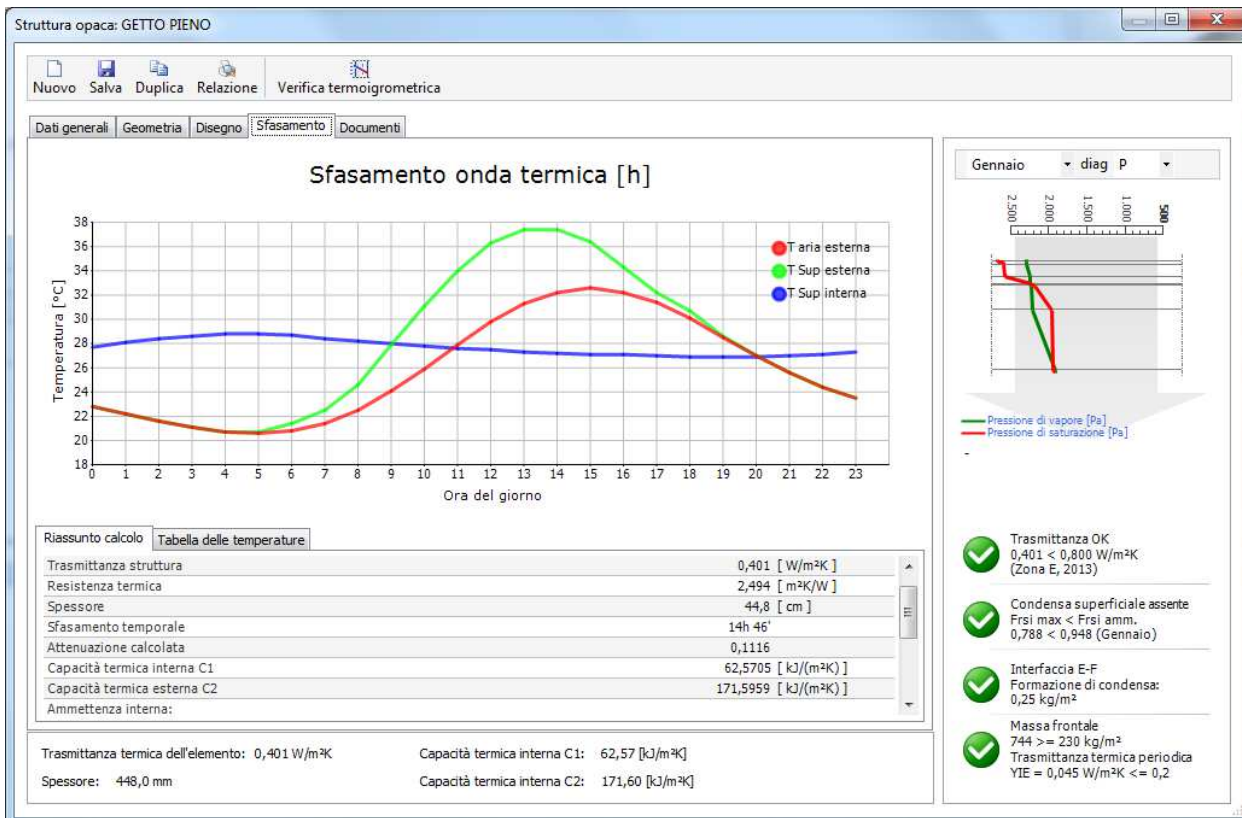 Struttura opaca: GETTO PIENO
Nuovo Salva Duplica Relazione Verifica termoigrometrica
Dati generali Geometria Disegno Sfasamento Documenti
Sfasamento onda termica [h]
Temperatura [°C]
38
36
34
32
30
28
26
24
22
20
18
T aria esterna
T Sup esterna
T Sup interna
0 1 2 3 4 5 6 7 8 9 10 11 12 13 14 15 16 17 18 19 20 21 22 23
Ora del giorno
Riassunto calcolo Tabella delle temperature
Trasmittanza struttura 0,401 [ W/m²K ]
Resistenza termica 2,494 [ m²K/W ]
Spessore 44,8 [ cm ]
Sfasamento temporale 14h 46'
Attenuazione calcolata 0,1116
Capacità termica interna C1 62,5705 [ kJ/(m²K) ]
Capacità termica esterna C2 171,5959 [ kJ/(m²K) ]
Ammettenza interna:
Trasmittanza termica dell'elemento: 0,401 W/m²K Capacità termica interna C1: 62,57 [kJ/m²K]
Spessore: 448,0 mm Capacità termica interna C2: 171,60 [kJ/m²K]
Gennaio diag P
2.500 2.000 1.500 1.000 500
Pressione di vapore [Pa]
Pressione di saturazione [Pa]
-
Trasmittanza OK
0,401 < 0,800 W/m²K
(Zona E, 2013)
Condensa superficiale assente
Frsi max < Frsi amm.
0,788 < 0,948 (Gennaio)
Interfaccia E-F
Formazione di condensa:
0,25 kg/m²
Massa frontale
744 >= 230 kg/m²
Trasmittanza termica periodica
YIE = 0,045 W/m²K <= 0,2